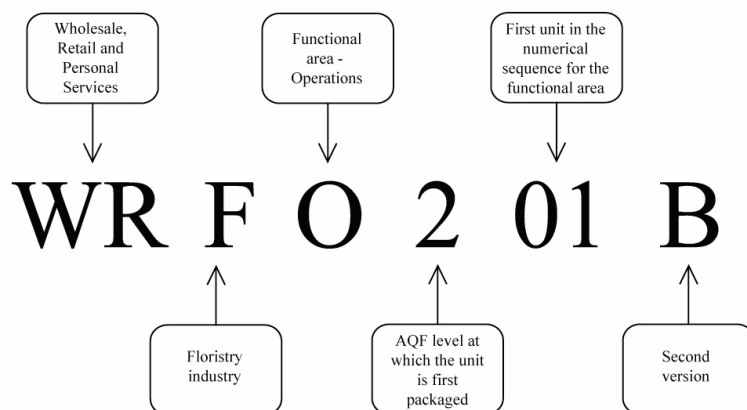 Wholesale,
Retail and
Personal
Services
Functional
area -
Operations
First unit in the
numerical
sequence for the
functional area
WR F O 2 01 B
Floristry
industry
AQF level at
which the unit
is first
packaged
Second
version